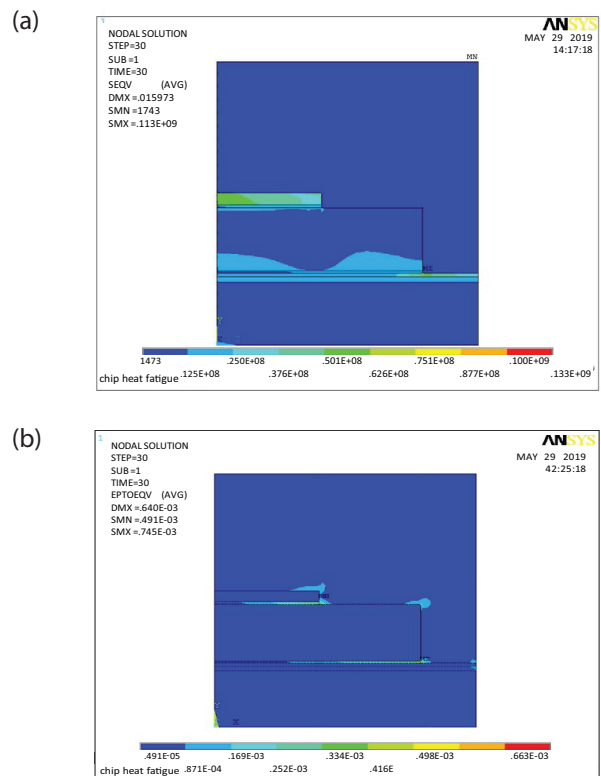 (a)
1
ANSYS
MAY 29 2019
14:17:18
NODAL SOLUTION
STEP=30
SUB =1
TIME=30
SEQV (AVG)
DMX=.015973
SMN=1743
SMX=.113E+09
MN
MX
Y
1473 .250E+08 .501E+08 .751E+08 .100E+09
.125E+08 .376E+08 .626E+08 .877E+08 .133E+09
chip heat fatigue
(b)
1
ANSYS
MAY 29 2019
42:25:18
NODAL SOLUTION
STEP=30
SUB =1
TIME=30
EPTOEQV (AVG)
DMX =.640E-03
SMN =.491E-03
SMX =.745E-03
Y
X
.491E-05 .169E-03 .334E-03 .498E-03 .663E-03
.871E-04 .252E-03 .416E
chip heat fatigue